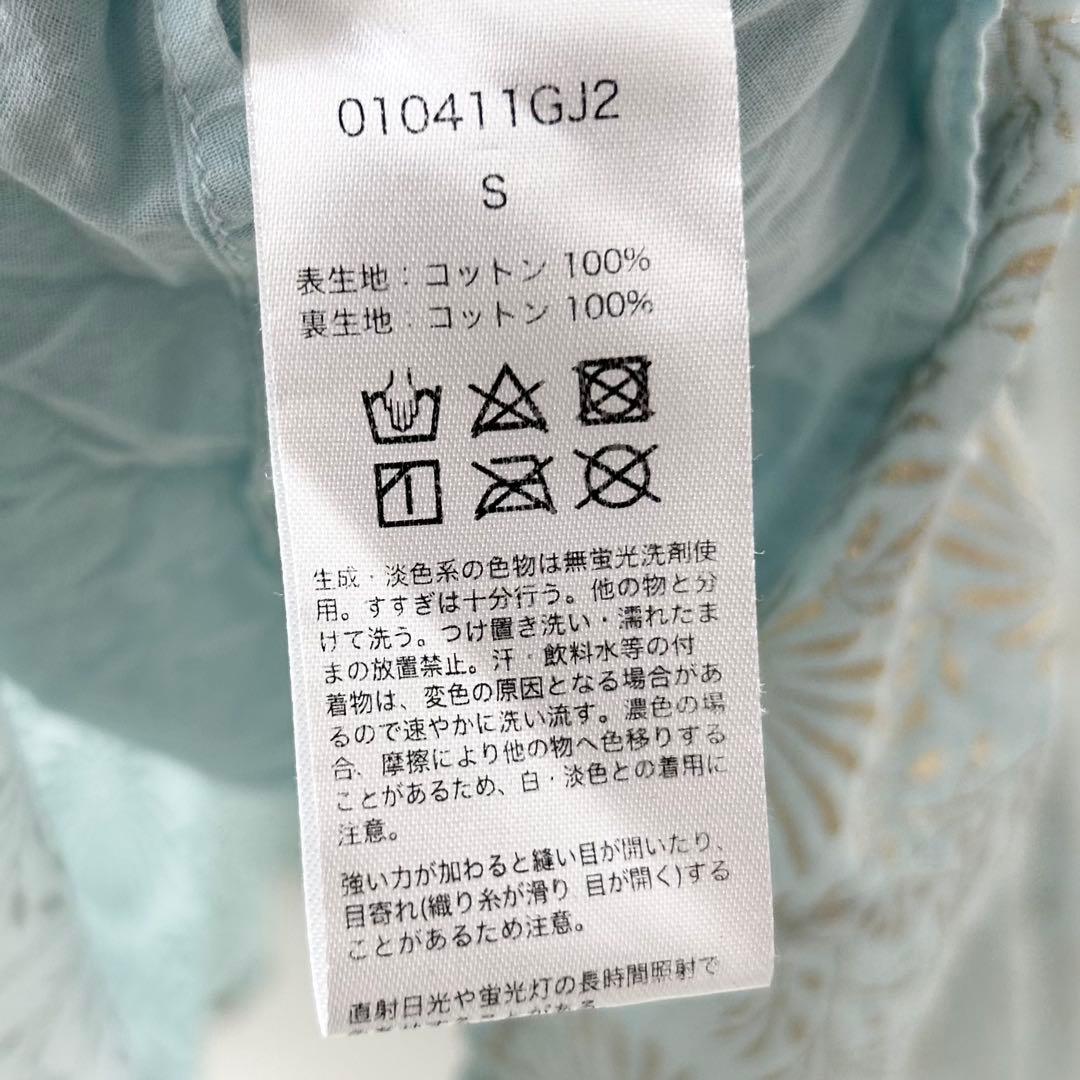 010411GJ2
S
表生地：コットン 100%
裏生地：コットン 100%
生成・淡色系の色物は無蛍光洗剤使
用。すすぎは十分行う。他の物と分
けて洗う。つけ置き洗い・濡れたま
まの放置禁止。汗・飲料水等の付
着物は、変色の原因となる場合があ
るので速やかに洗い流す。濃色の場
合、摩擦により他の物へ色移りする
ことがあるため、白・淡色との着用に
注意。
強い力が加わると縫い目が開いたり、
目寄れ(織り糸が滑り 目が開く)する
ことがあるため注意。
直射日光や蛍光灯の長時間照射で